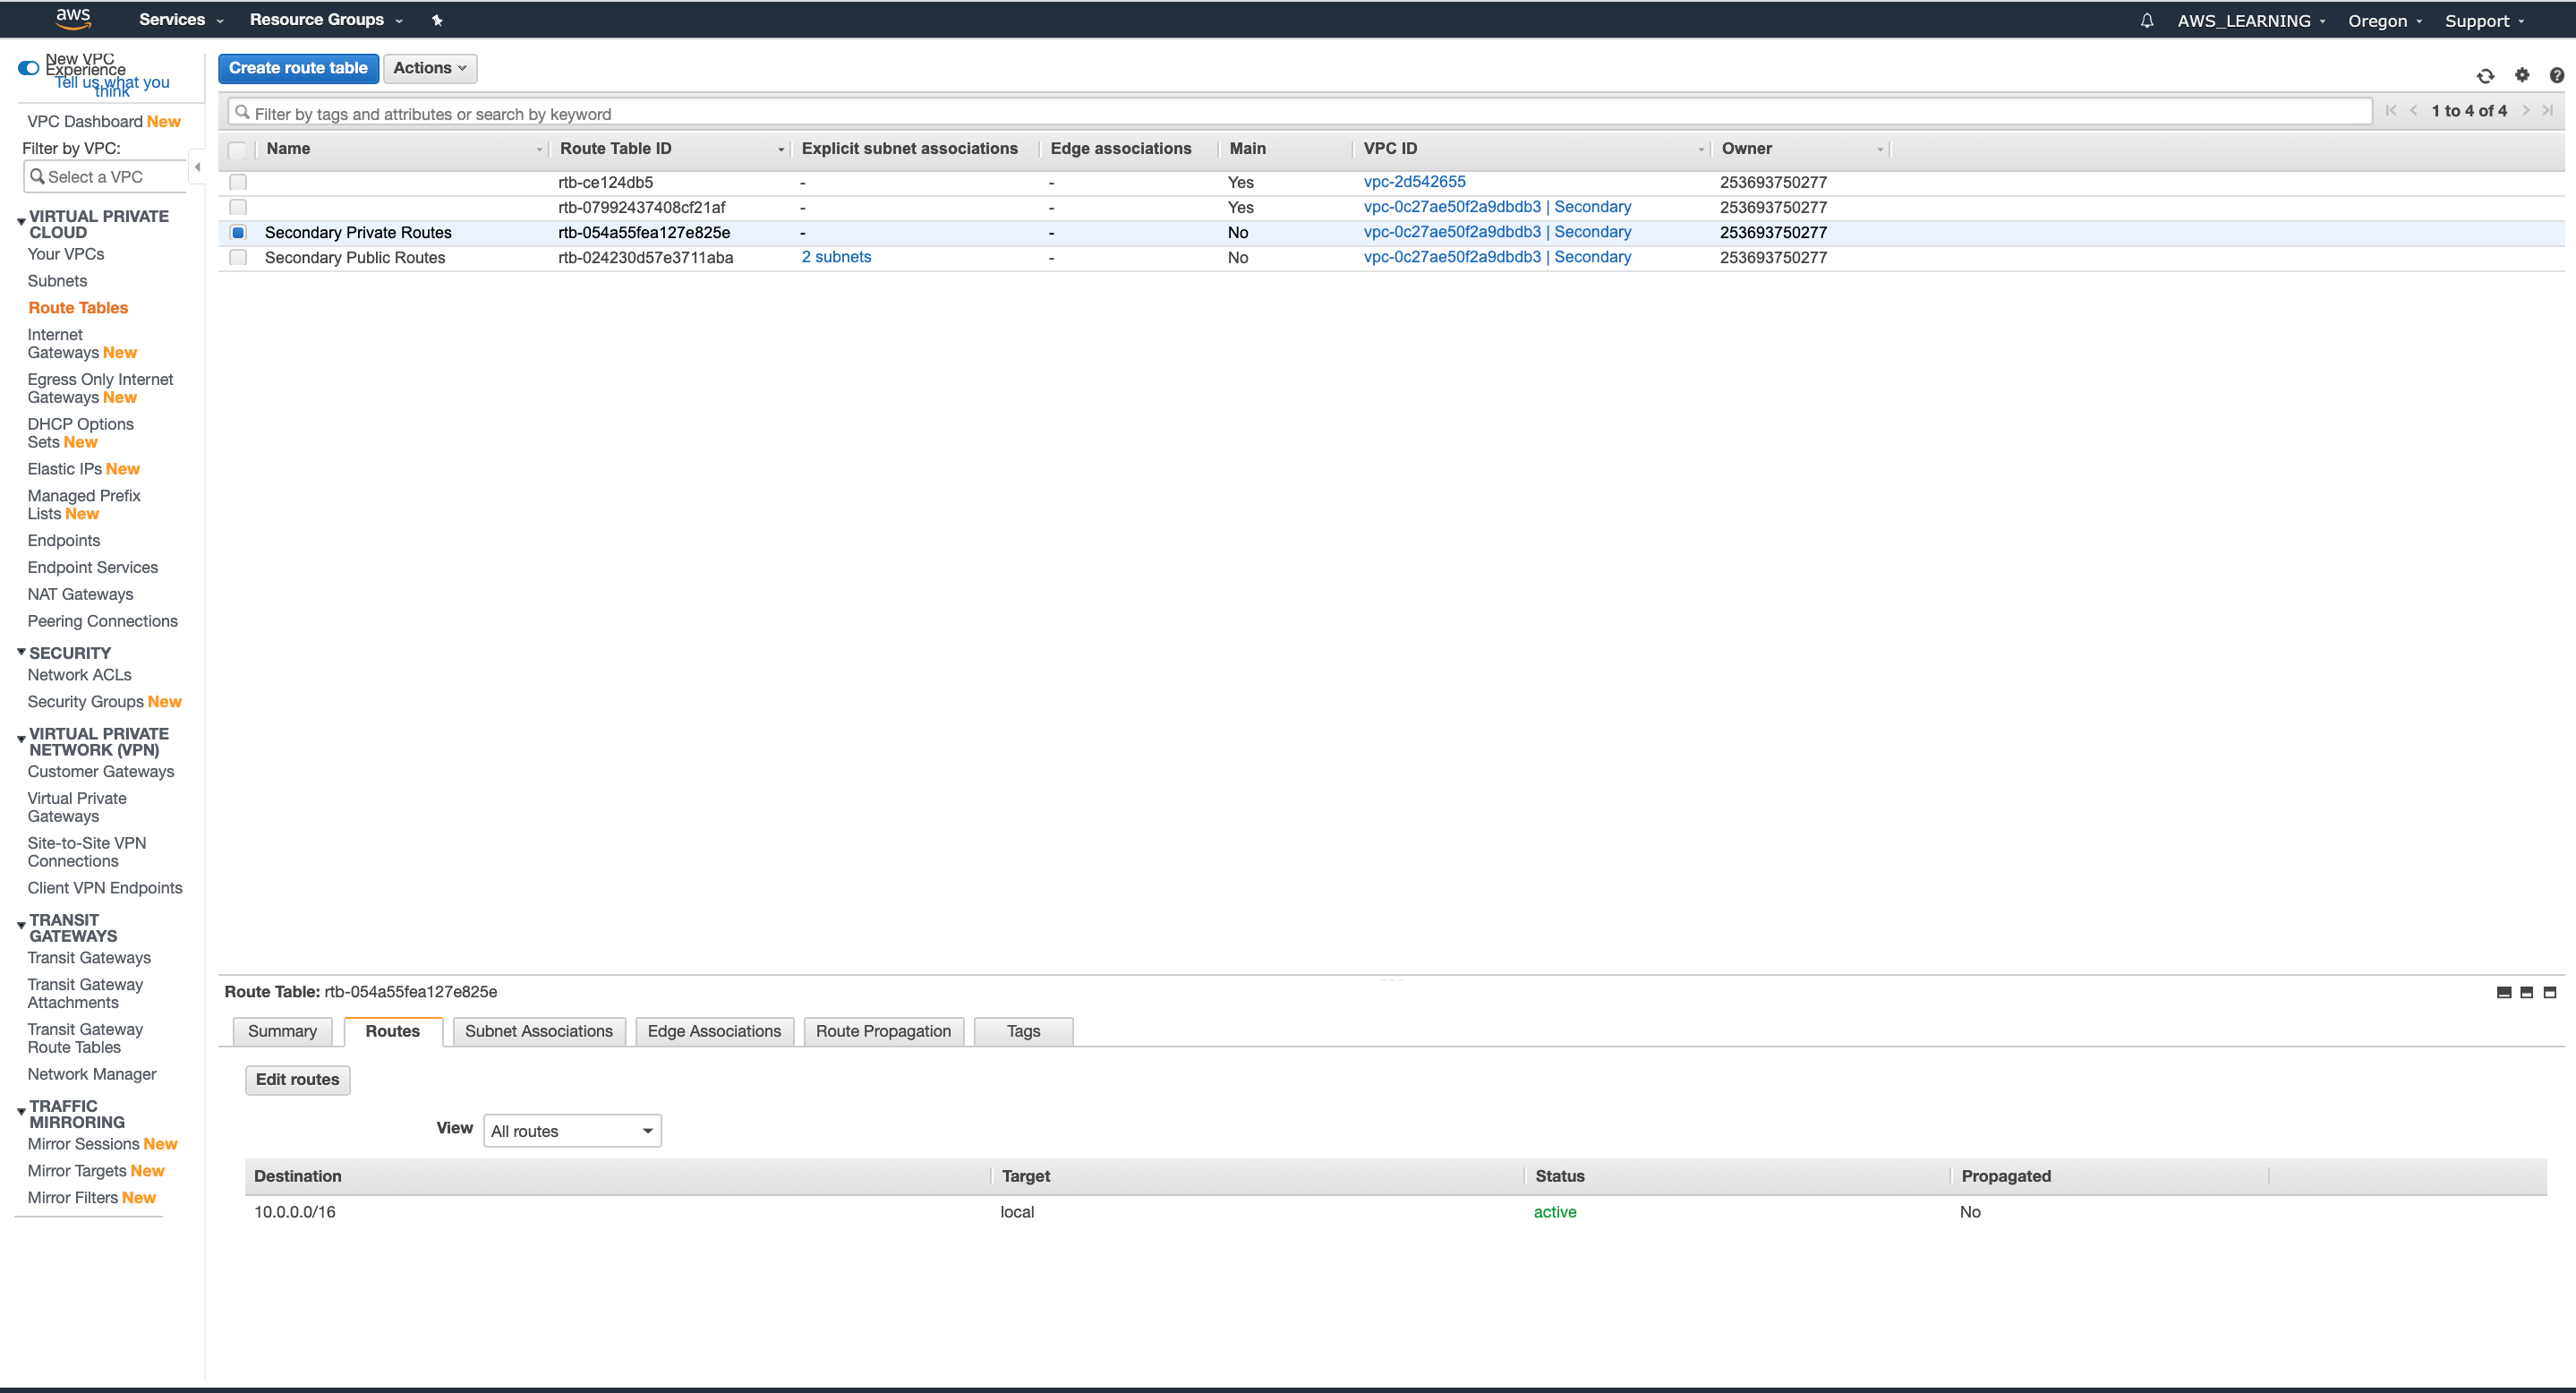 aws Services Resource Groups AWS_LEARNING Oregon Support
New VPC
Experience
Tell us what you
think
Create route table Actions
Filter by tags and attributes or search by keyword
1 to 4 of 4
VPC Dashboard New
Filter by VPC:
Select a VPC
VIRTUAL PRIVATE
CLOUD
Your VPCs
Subnets
Route Tables
Internet
Gateways New
Egress Only Internet
Gateways New
DHCP Options
Sets New
Elastic IPs New
Managed Prefix
Lists New
Endpoints
Endpoint Services
NAT Gateways
Peering Connections
SECURITY
Network ACLs
Security Groups New
VIRTUAL PRIVATE
NETWORK (VPN)
Customer Gateways
Virtual Private
Gateways
Site-to-Site VPN
Connections
Client VPN Endpoints
TRANSIT
GATEWAYS
Transit Gateways
Transit Gateway
Attachments
Transit Gateway
Route Tables
Network Manager
TRAFFIC
MIRRORING
Mirror Sessions New
Mirror Targets New
Mirror Filters New
Name Route Table ID Explicit subnet associations Edge associations Main VPC ID Owner
rtb-ce124db5 - - Yes vpc-2d542655 253693750277
rtb-07992437408cf21af - - Yes vpc-0c27ae50f2a9dbdb3 | Secondary 253693750277
Secondary Private Routes rtb-054a55fea127e825e - - No vpc-0c27ae50f2a9dbdb3 | Secondary 253693750277
Secondary Public Routes rtb-024230d57e3711aba 2 subnets - No vpc-0c27ae50f2a9dbdb3 | Secondary 253693750277
Route Table: rtb-054a55fea127e825e
Summary Routes Subnet Associations Edge Associations Route Propagation Tags
Edit routes
View All routes
Destination Target Status Propagated
10.0.0.0/16 local active No